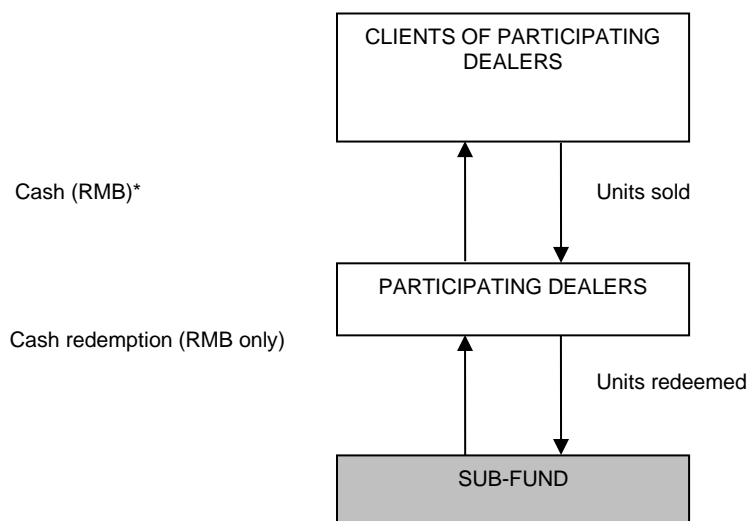 CLIENTS OF PARTICIPATING
DEALERS
Cash (RMB)*
Units sold
PARTICIPATING DEALERS
Cash redemption (RMB only)
Units redeemed
SUB-FUND